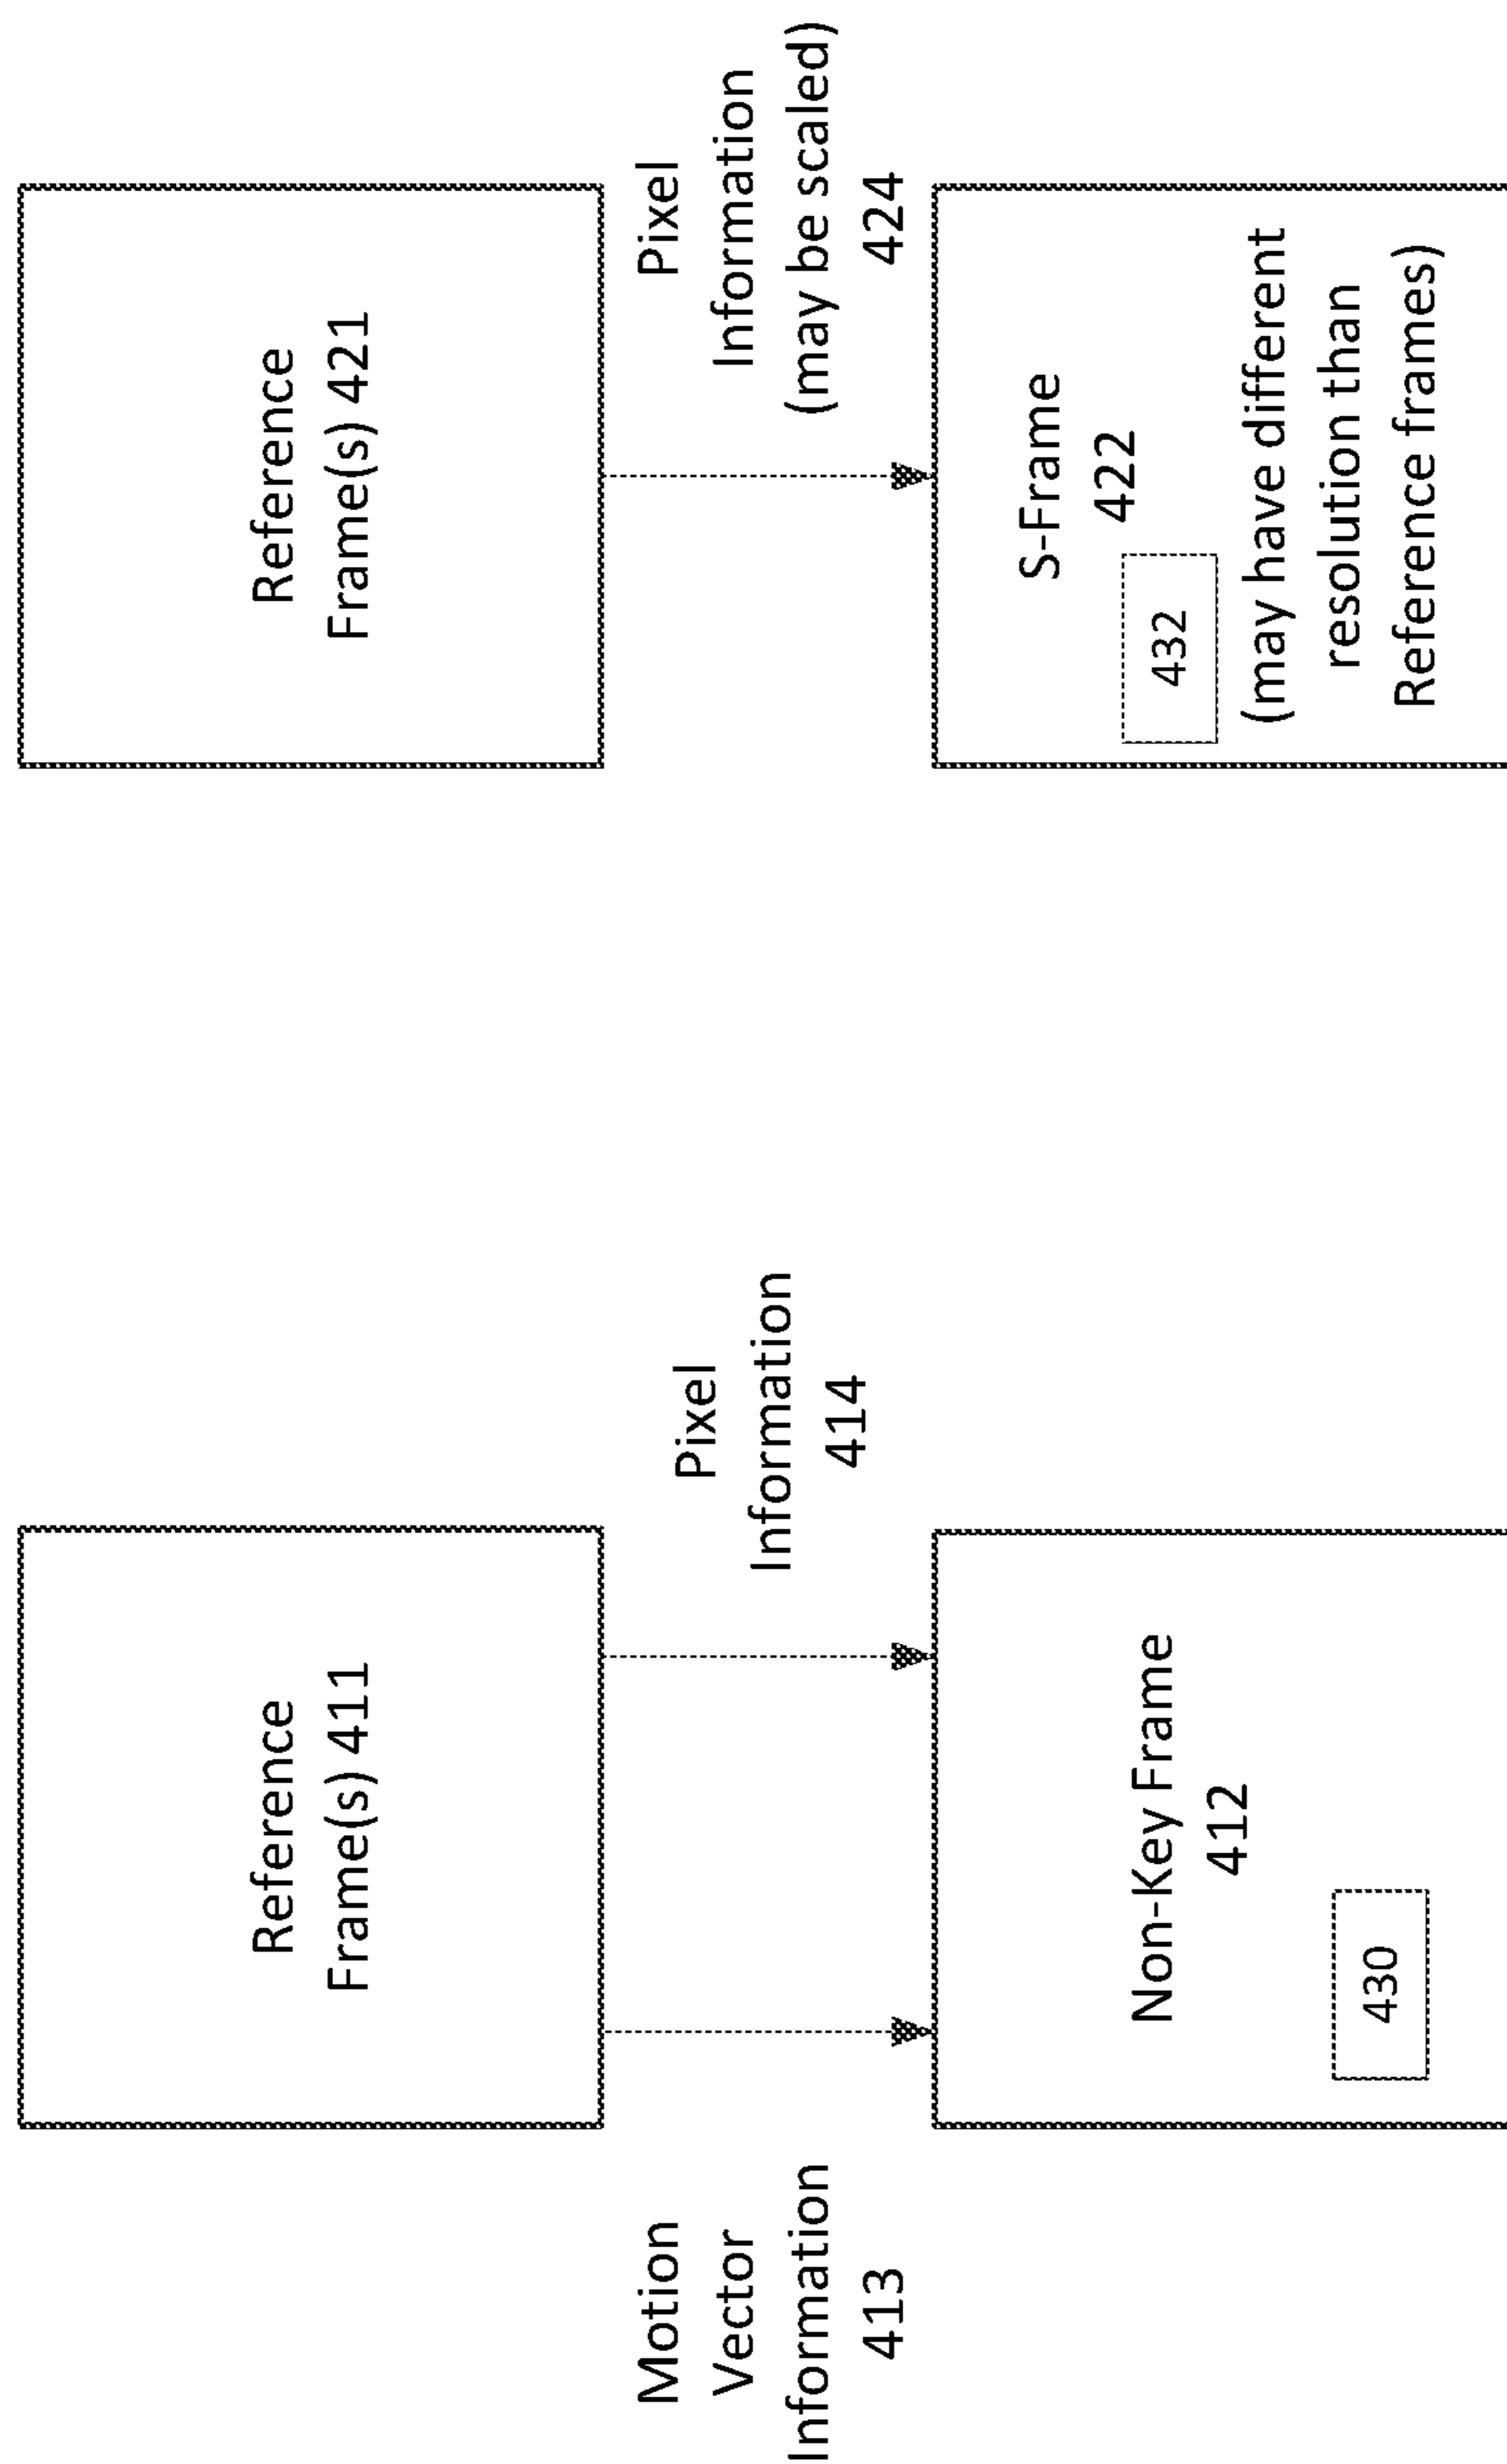 Reference
Frame(s) 411
Motion
Vector
Information
413
Pixel
Information
414
Non-Key Frame
412
430
Reference
Frame(s) 421
Pixel
Information
(may be scaled)
424
S-Frame
422
432
(may have different
resolution than
Reference frames)